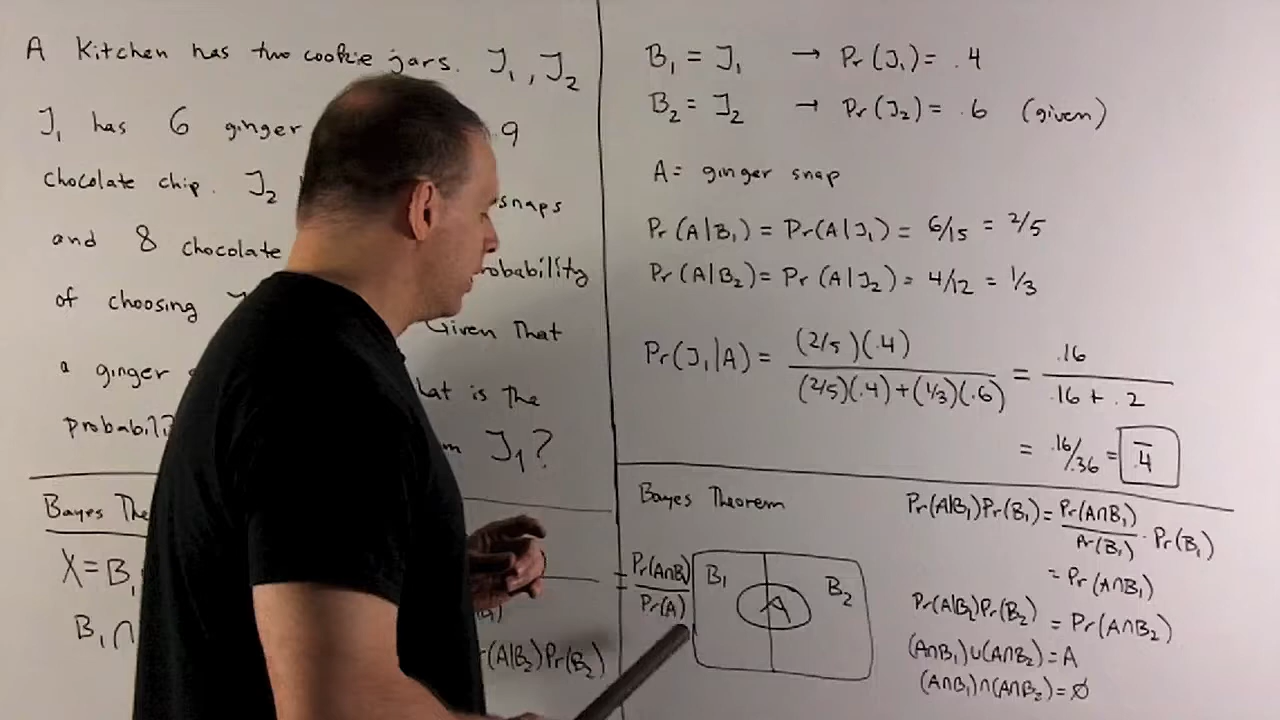 A Kitchen has two cookie jars. J₁, J₂
J₁ has 6 ginger 9
chocolate chip. J₂ snaps
and 8 chocolate robability
of choosing Given That
a ginger hat is the
probabili J₁?
Bayes The
X = B₁
B₁ ∩
r(A|B₂)Pr(B₂)
B₁ = J₁ → Pr(J₁) = .4
B₂ = J₂ → Pr(J₂) = .6 (given)
A = ginger snap
Pr(A|B₁) = Pr(A|J₁) = 6/15 = 2/5
Pr(A|B₂) = Pr(A|J₂) = 4/12 = 1/3
Pr(J₁|A) = (2/5)(.4) / (2/5)(.4)+(1/3)(.6) = .16 / .16 + .2
= .16/.36 = .4̅
Bayes Theorem
= Pr(A∩B₁) / Pr(A)
B₁ A B₂
Pr(A|B₁)Pr(B₁) = Pr(A∩B₁) / Pr(B₁) · Pr(B₁)
= Pr(A∩B₁)
Pr(A|B₂)Pr(B₂) = Pr(A∩B₂)
(A∩B₁)∪(A∩B₂) = A
(A∩B₁)∩(A∩B₂) = ∅